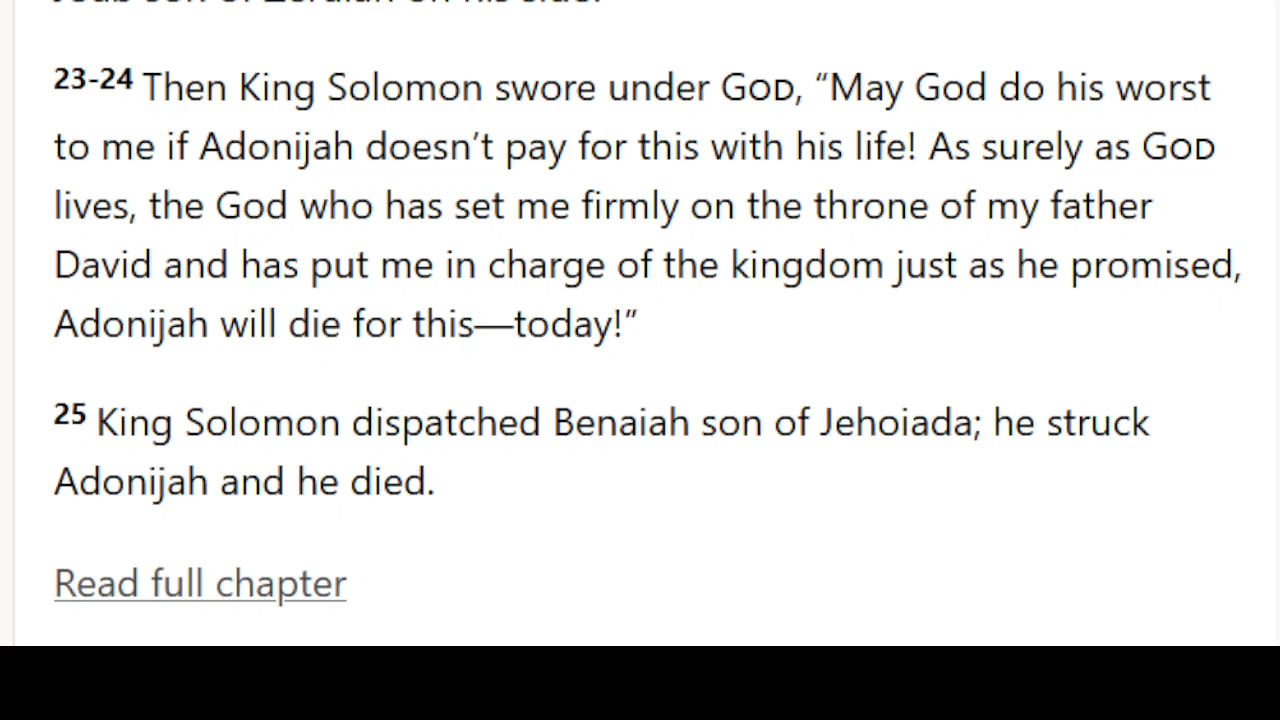 23-24 Then King Solomon swore under GOD, “May God do his worst
to me if Adonijah doesn’t pay for this with his life! As surely as GOD
lives, the God who has set me firmly on the throne of my father
David and has put me in charge of the kingdom just as he promised,
Adonijah will die for this—today!”
25 King Solomon dispatched Benaiah son of Jehoiada; he struck
Adonijah and he died.
Read full chapter